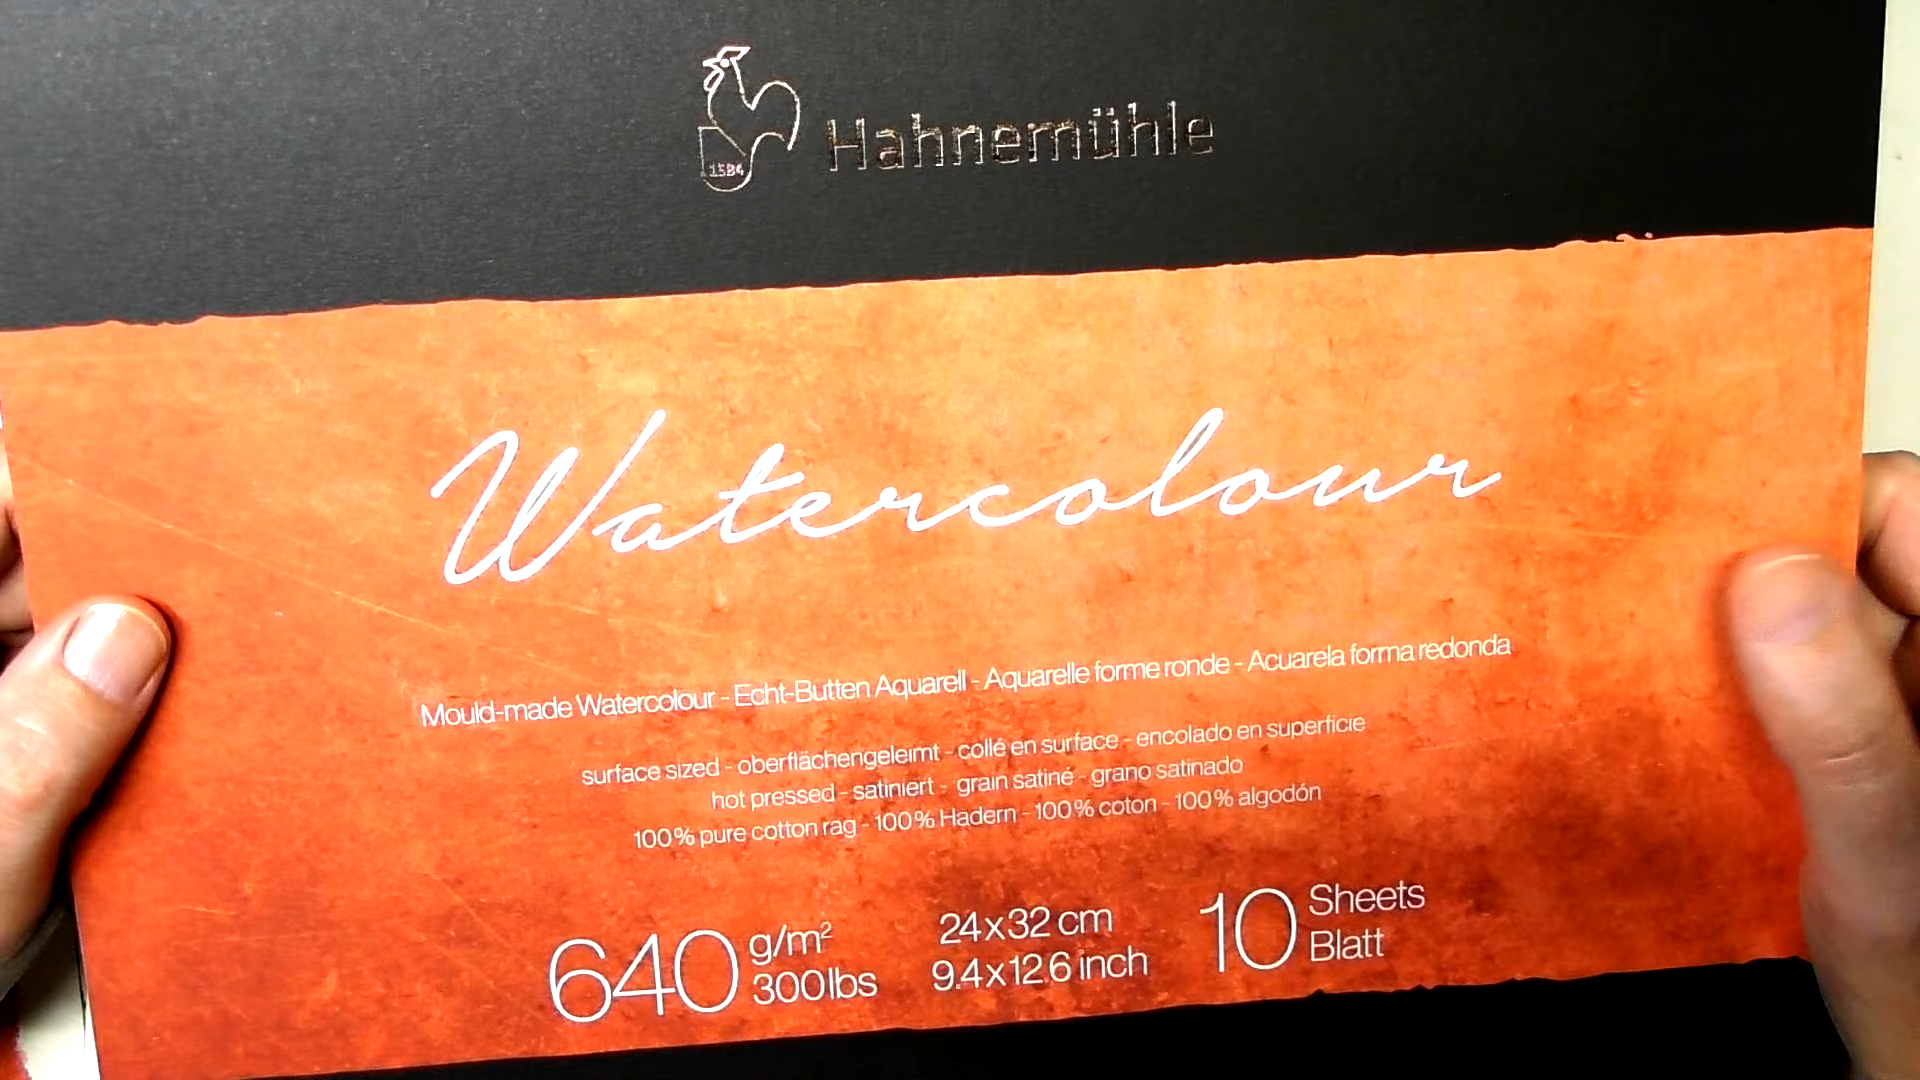 Hahnemühle
1584
Watercolour
Mould-made Watercolour - Echt-Bütten Aquarell - Aquarelle forme ronde - Acuarela forma redonda
surface sized - oberflächengeleimt - collé en surface - encolado en superficie
hot pressed - satiniert - grain satiné - grano satinado
100% pure cotton rag - 100% Hadern - 100% coton - 100% algodón
640 g/m²
300lbs
24x32 cm
9.4x12.6 inch
10 Sheets
Blatt